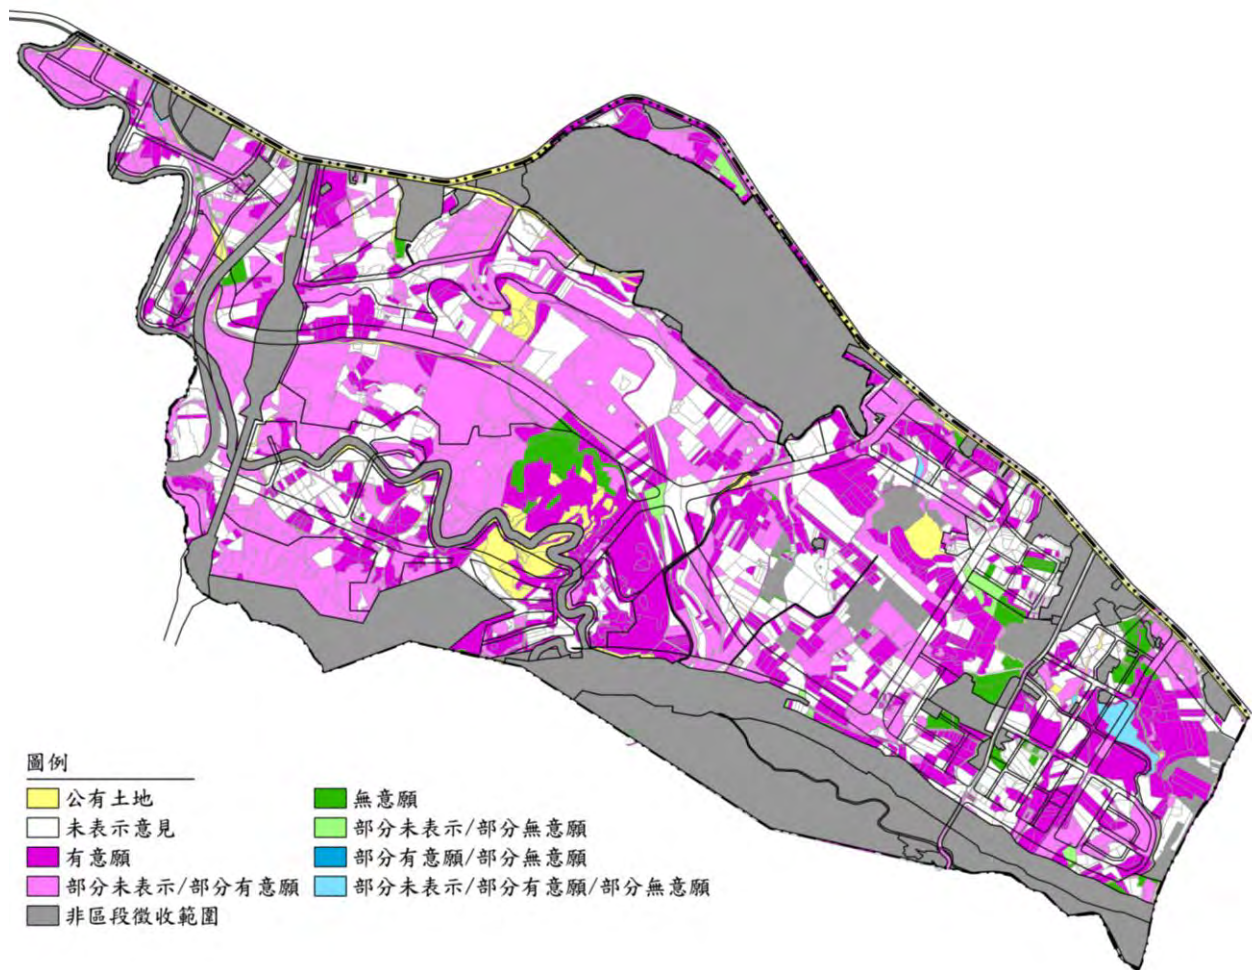 圖例
公有土地
未表示意見
有意願
部分未表示/部分有意願
非區段徵收範圍
無意願
部分未表示/部分無意願
部分有意願/部分無意願
部分未表示/部分有意願/部分無意願